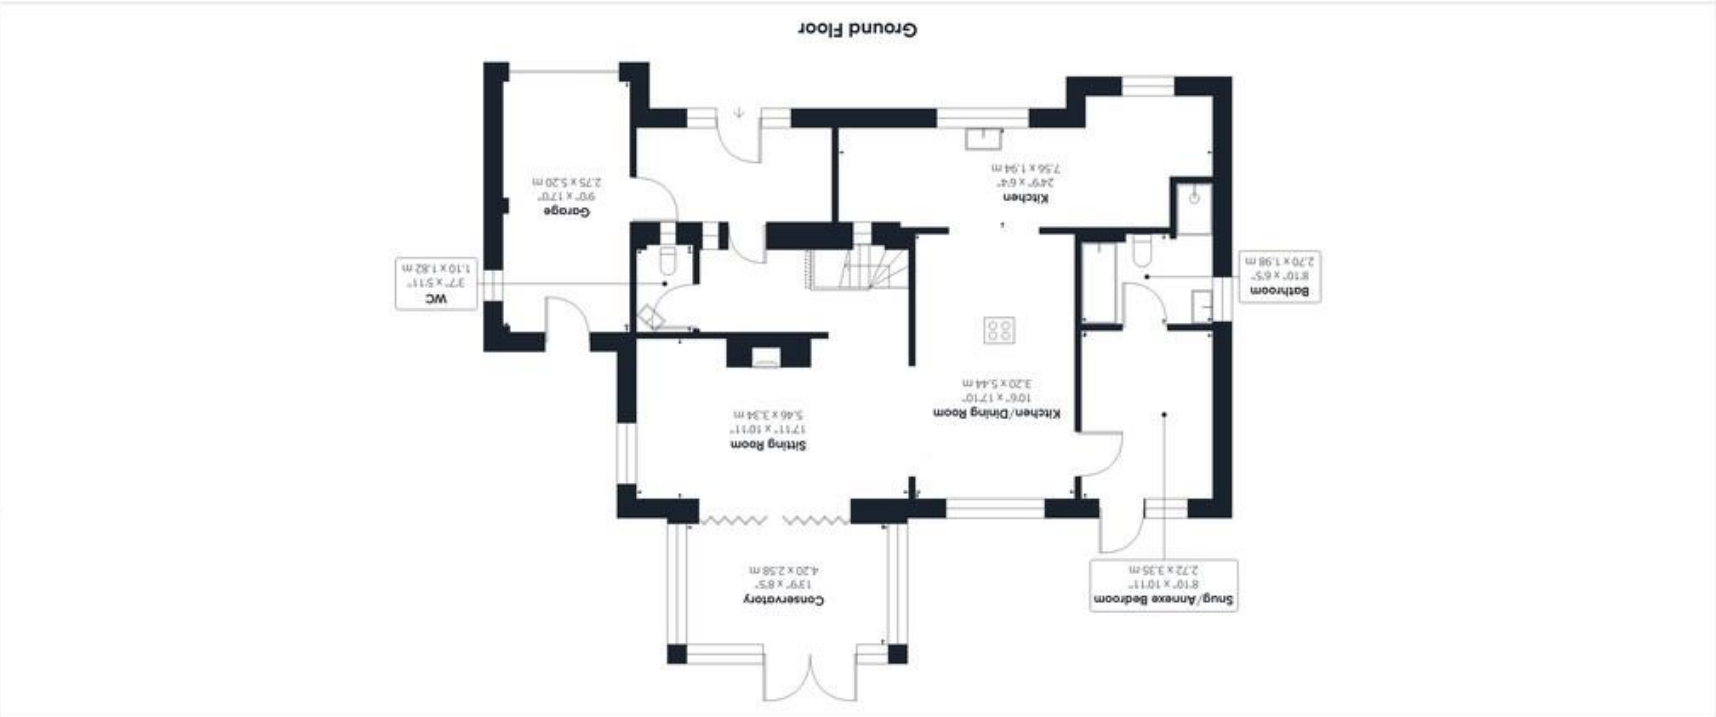 Snug/Annexe Bedroom
8'10" x 10'11"
2.72 x 3.35 m
Conservatory
13'9" x 8'5"
4.20 x 2.58 m
Sitting Room
17'11" x 10'11"
5.46 x 3.34 m
Kitchen/Dining Room
10'6" x 17'10"
3.20 x 5.44 m
Bathroom
8'10" x 6'5"
2.70 x 1.98 m
WC
3'7" x 5'11"
1.10 x 1.82 m
Kitchen
24'9" x 6'4"
7.56 x 1.94 m
Garage
9'0" x 17'0"
2.75 x 5.20 m
Ground Floor